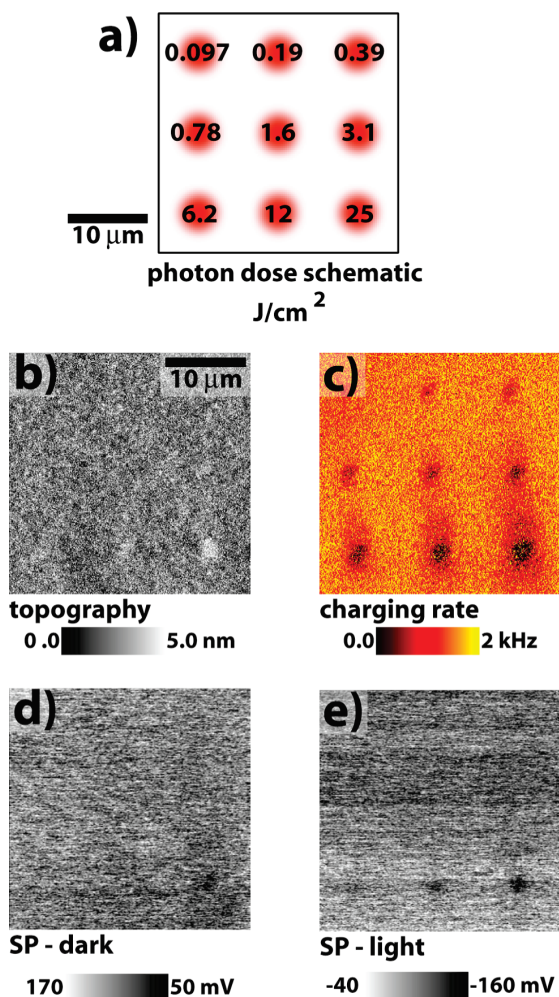 a)
0.097 0.19 0.39
0.78 1.6 3.1
6.2 12 25
10 μm
photon dose schematic
J/cm 2
b)
10 μm
c)
topography
0 .0 5.0 nm
charging rate
0.0 2 kHz
d)
e)
SP - dark
170 50 mV
SP - light
-40 -160 mV